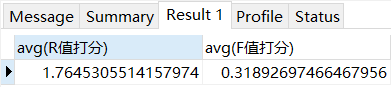 Message Summary Result 1 Profile Status
avg(R值打分) avg(F值打分)
1.7645305514157974 0.31892697466467956